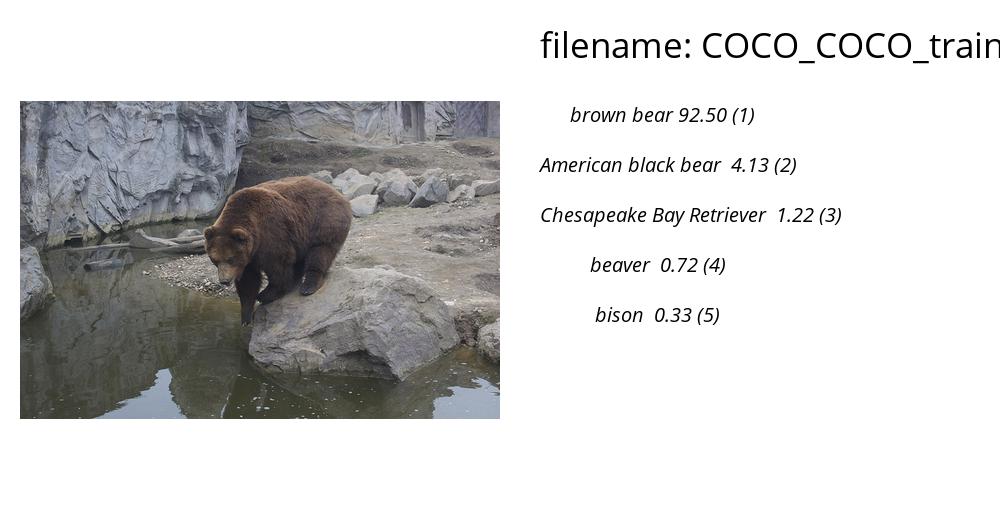 filename: COCO_COCO_train
brown bear 92.50 (1)
American black bear 4.13 (2)
Chesapeake Bay Retriever 1.22 (3)
beaver 0.72 (4)
bison 0.33 (5)